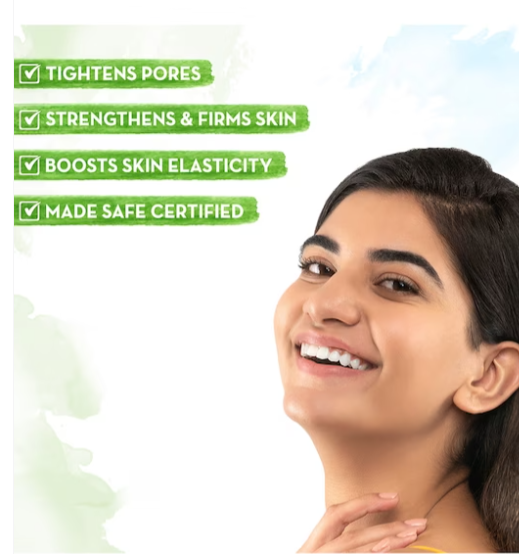 TIGHTENS PORES
STRENGTHENS & FIRMS SKIN
BOOSTS SKIN ELASTICITY
MADE SAFE CERTIFIED